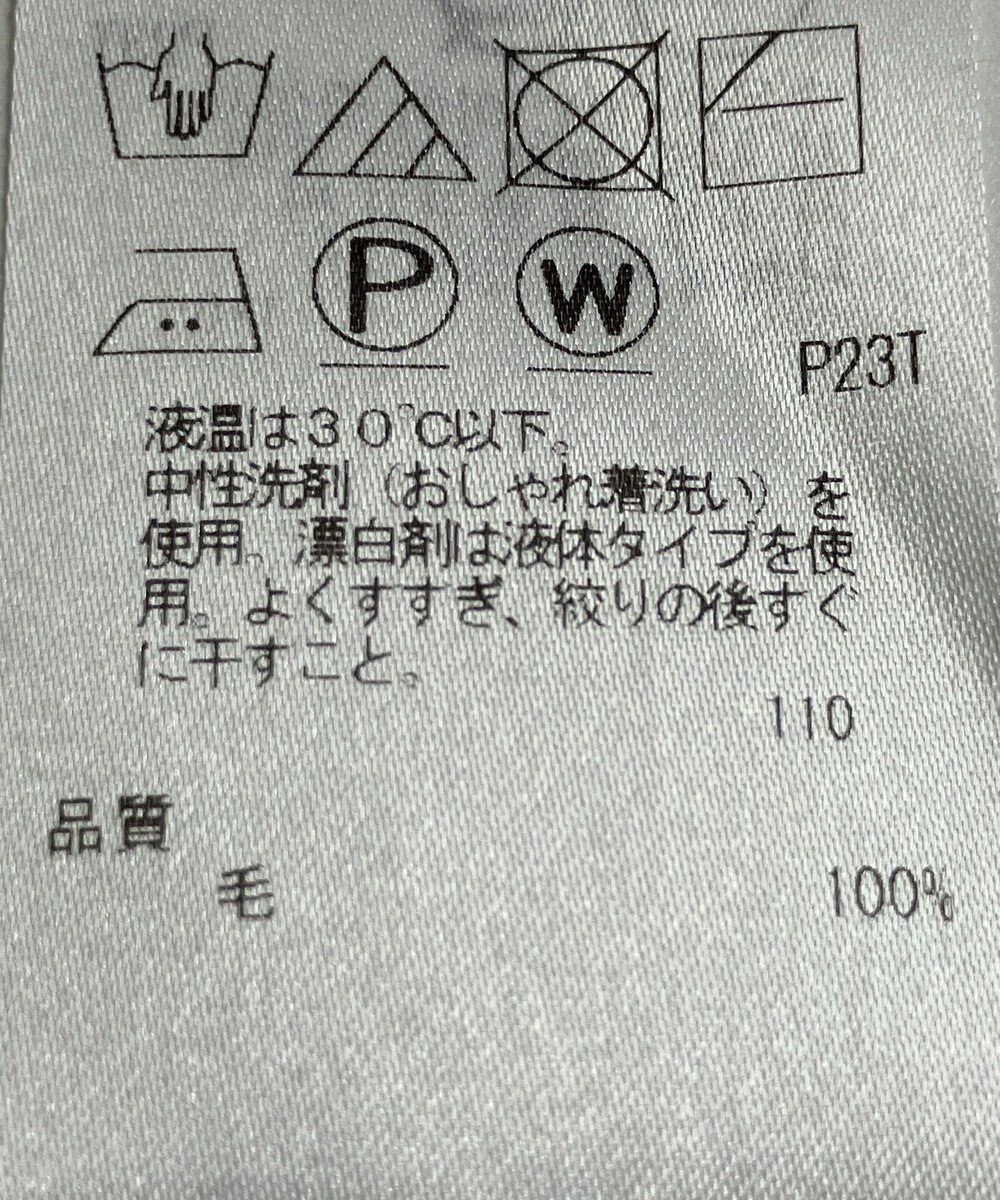 P
W
P23T
液温は30℃以下。
中性洗剤（おしゃれ着洗い）を
使用。漂白剤は液体タイプを使
用。よくすすぎ、絞りの後すぐ
に干すこと。
110
品質
毛 100%